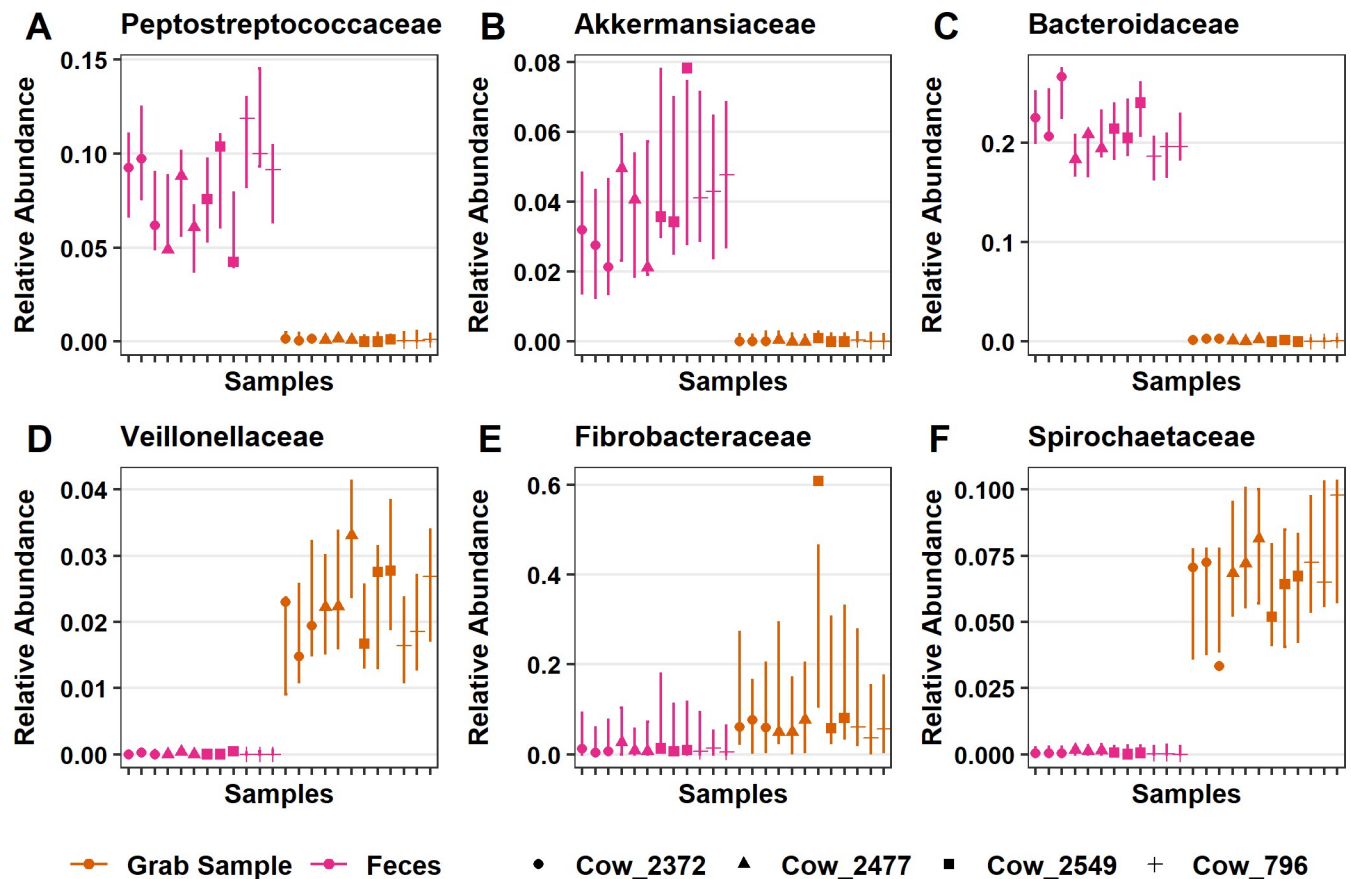 A Peptostreptococcaceae
0.15
0.10
0.05
0.00
Relative Abundance
Samples
B Akkermansiaceae
0.08
0.06
0.04
0.02
0.00
Relative Abundance
Samples
C Bacteroidaceae
0.2
0.1
0.0
Relative Abundance
Samples
D Veillonellaceae
0.04
0.03
0.02
0.01
0.00
Relative Abundance
Samples
E Fibrobacteraceae
0.6
0.4
0.2
0.0
Relative Abundance
Samples
F Spirochaetaceae
0.100
0.075
0.050
0.025
0.000
Relative Abundance
Samples
Grab Sample Feces Cow_2372 Cow_2477 Cow_2549 Cow_796